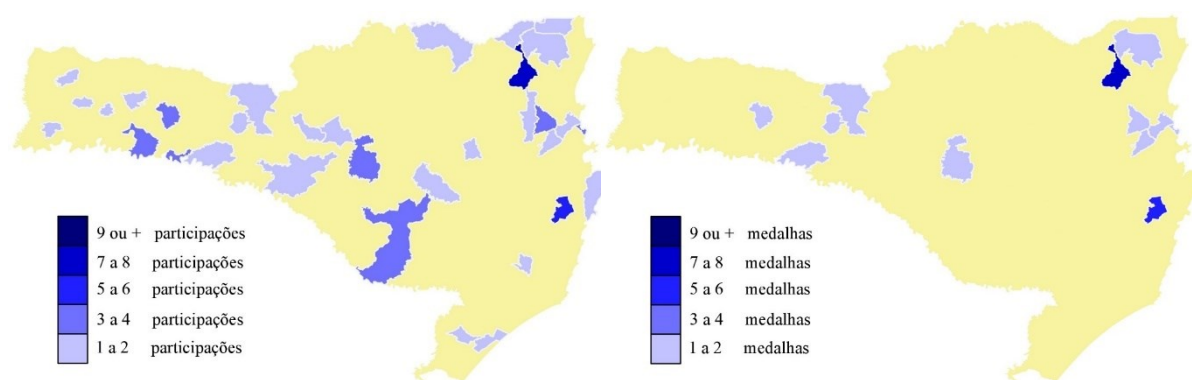 9 ou + participações
7 a 8 participações
5 a 6 participações
3 a 4 participações
1 a 2 participações
9 ou + medalhas
7 a 8 medalhas
5 a 6 medalhas
3 a 4 medalhas
1 a 2 medalhas